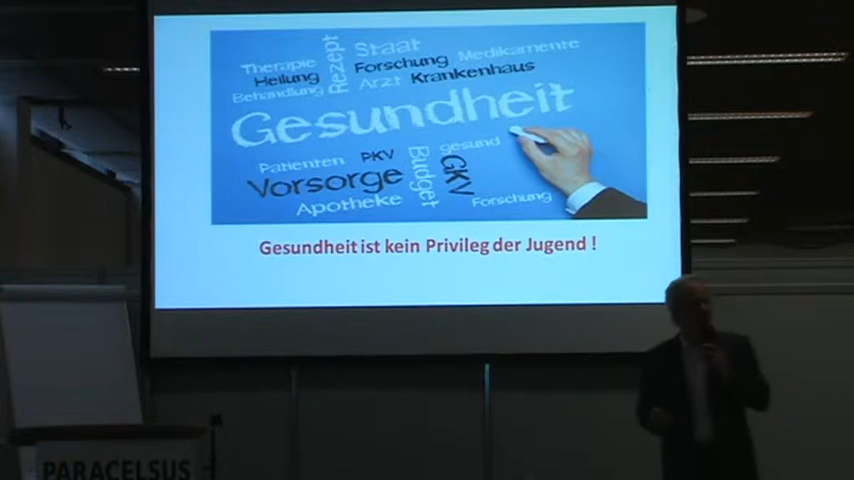 Therapie
Rezept
Staat
Medikamente
Heilung
Forschung
Behandlung
Arzt
Krankenhaus
Gesundheit
Patienten
PKV
Budget
gesund
Vorsorge
GKV
Apotheke
Forschung
Gesundheit ist kein Privileg der Jugend !
PARACELSUS